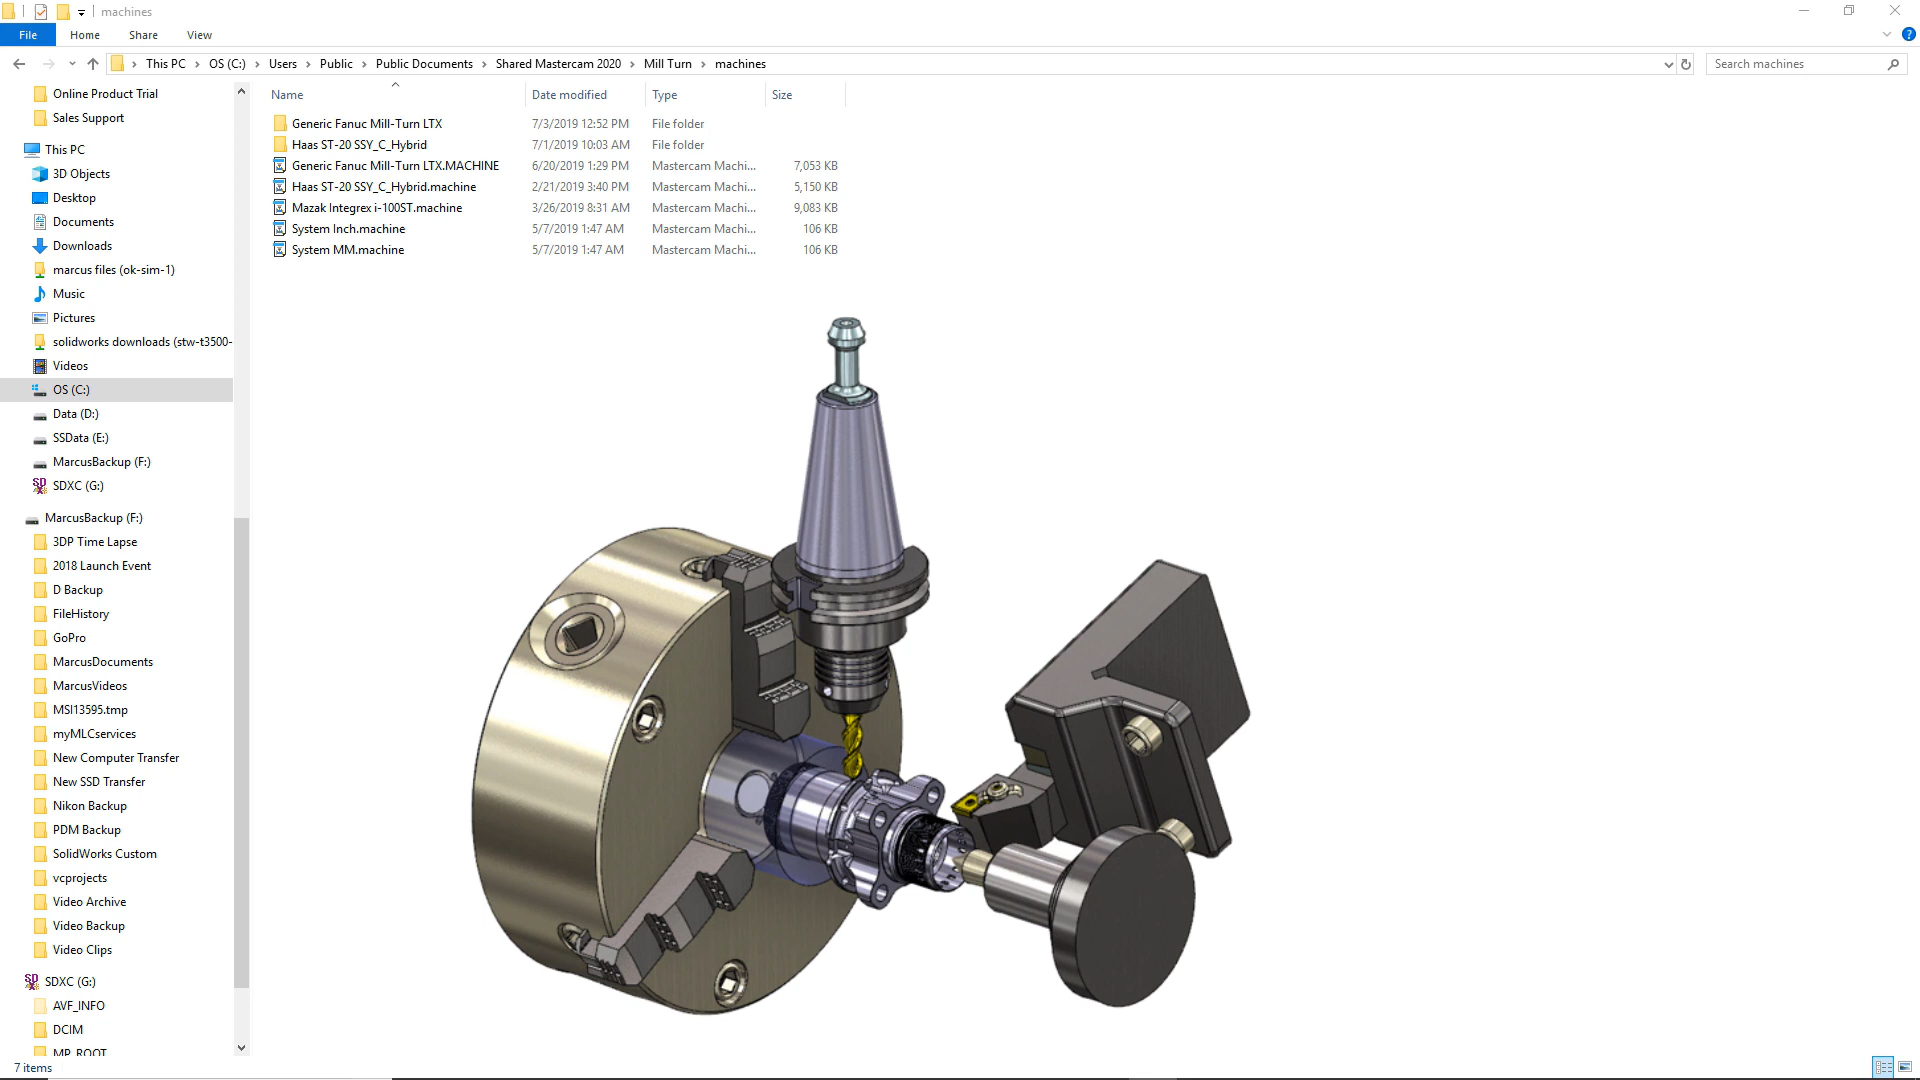 machines
File Home Share View
This PC OS (C:) Users Public Public Documents Shared Mastercam 2020 Mill Turn machines
Search machines
Online Product Trial
Sales Support
This PC
3D Objects
Desktop
Documents
Downloads
marcus files (ok-sim-1)
Music
Pictures
solidworks downloads (stw-t3500-
Videos
OS (C:)
Data (D:)
SSData (E:)
MarcusBackup (F:)
SDXC (G:)
MarcusBackup (F:)
3DP Time Lapse
2018 Launch Event
D Backup
FileHistory
GoPro
MarcusDocuments
MarcusVideos
MSI13595.tmp
myMLCservices
New Computer Transfer
New SSD Transfer
Nikon Backup
PDM Backup
SolidWorks Custom
vcprojects
Video Archive
Video Backup
Video Clips
SDXC (G:)
AVF_INFO
DCIM
MP_ROOT
Name Date modified Type Size
Generic Fanuc Mill-Turn LTX 7/3/2019 12:52 PM File folder
Haas ST-20 SSY_C_Hybrid 7/1/2019 10:03 AM File folder
Generic Fanuc Mill-Turn LTX.MACHINE 6/20/2019 1:29 PM Mastercam Machi... 7,053 KB
Haas ST-20 SSY_C_Hybrid.machine 2/21/2019 3:40 PM Mastercam Machi... 5,150 KB
Mazak Integrex i-100ST.machine 3/26/2019 8:31 AM Mastercam Machi... 9,083 KB
System Inch.machine 5/7/2019 1:47 AM Mastercam Machi... 106 KB
System MM.machine 5/7/2019 1:47 AM Mastercam Machi... 106 KB
7 items